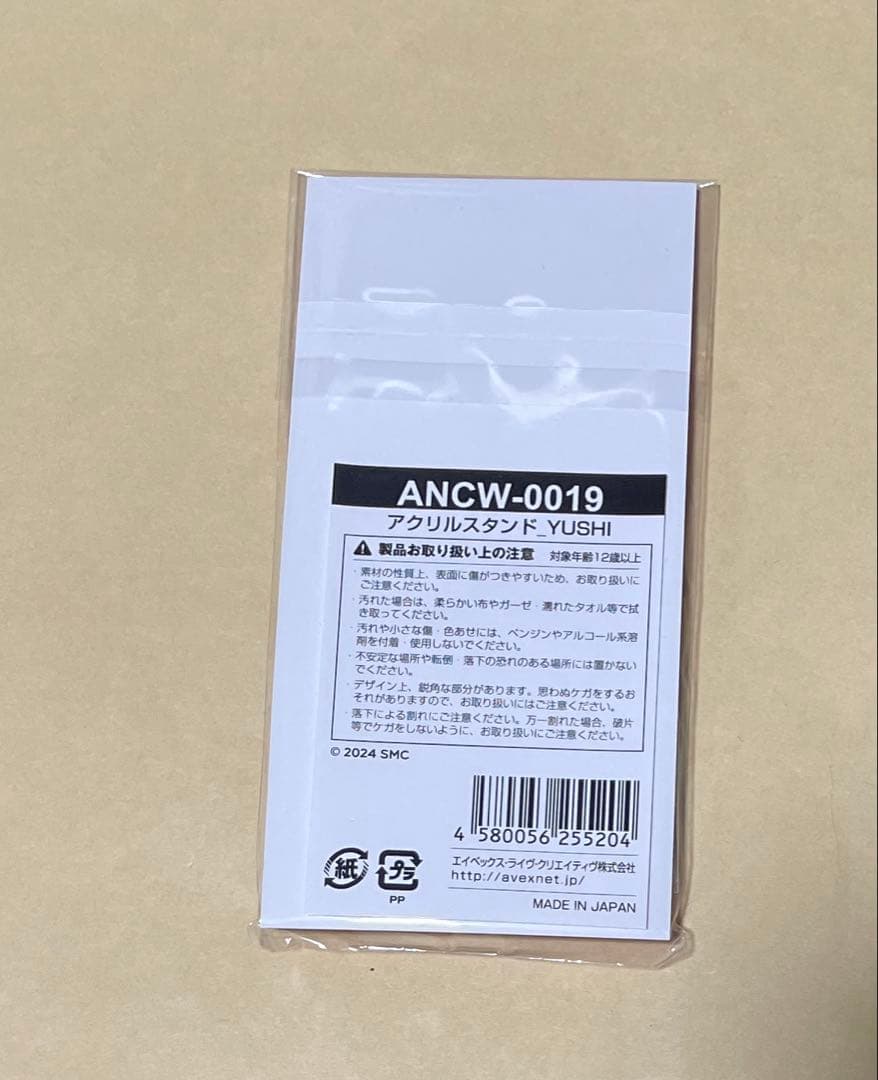 ANCW-0019
アクリルスタンド_YUSHI
製品お取り扱い上の注意 対象年齢12歳以上
・素材の性質上、表面に傷がつきやすいため、お取り扱いに
ご注意ください。
・汚れた場合は、柔らかい布やガーゼ・濡れたタオル等で拭
き取ってください。
・汚れや小さな傷・色あせには、ベンジンやアルコール系溶
剤を付着・使用しないでください。
・不安定な場所や転倒・落下の恐れのある場所には置かない
でください。
・デザイン上、鋭角な部分があります。思わぬケガをするお
それがありますので、お取り扱いにはご注意ください。
・落下による割れにご注意ください。万一割れた場合、破片
等でケガをしないように、お取り扱いにご注意ください。
© 2024 SMC
4 580056 255204
エイベックス・ライヴ・クリエイティヴ株式会社
http://avexnet.jp/
紙 プラ
PP
MADE IN JAPAN